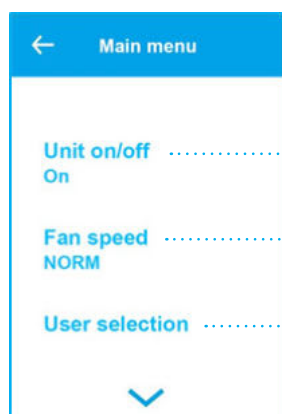 Main menu
Unit on/off
On
Fan speed
NORM
User selection